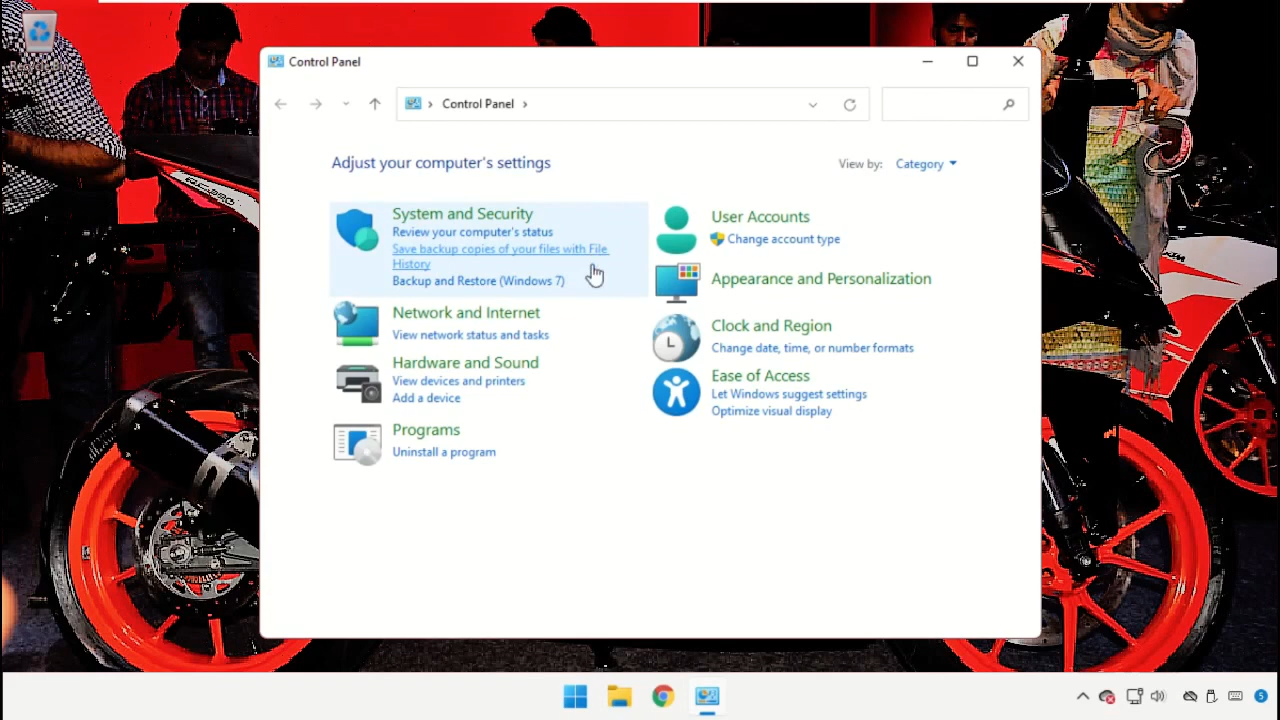 Control Panel
Control Panel
Adjust your computer's settings
View by: Category
System and Security
Review your computer's status
Save backup copies of your files with File
History
Backup and Restore (Windows 7)
Network and Internet
View network status and tasks
Hardware and Sound
View devices and printers
Add a device
Programs
Uninstall a program
User Accounts
Change account type
Appearance and Personalization
Clock and Region
Change date, time, or number formats
Ease of Access
Let Windows suggest settings
Optimize visual display
5